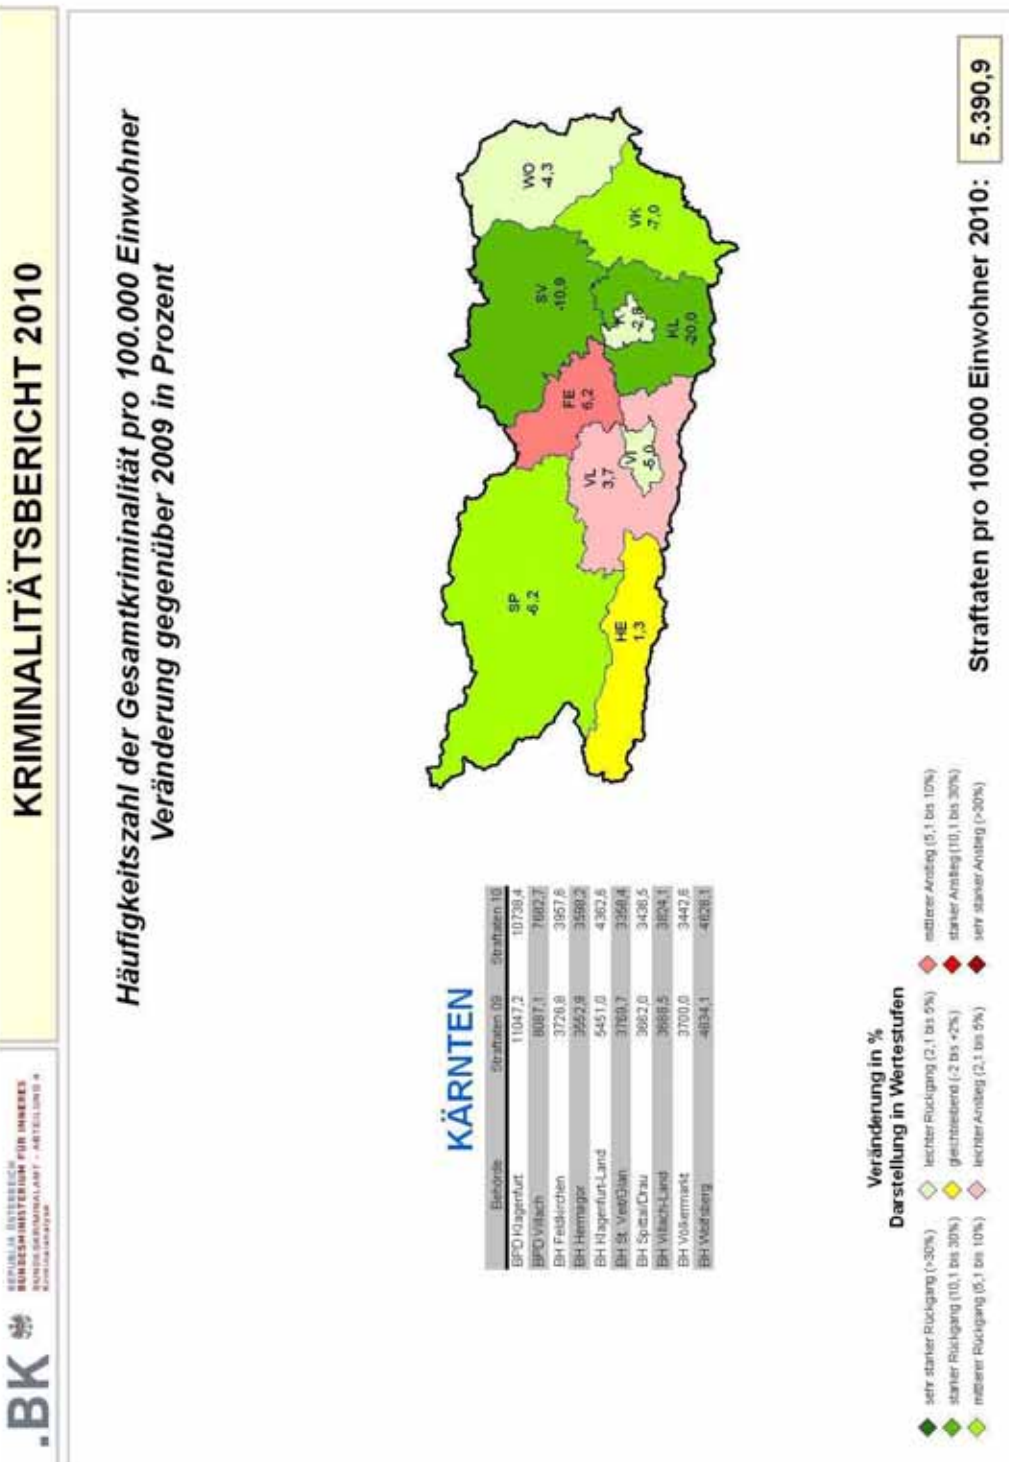 .BK
REPUBLIK ÖSTERREICH
BUNDESMINISTERIUM FÜR INNERES
BUNDESKRIMINALAMT - ABTEILUNG 4
Kriminalanalyse
KRIMINALITÄTSBERICHT 2010
Häufigkeitszahl der Gesamtkriminalität pro 100.000 Einwohner
Veränderung gegenüber 2009 in Prozent
KÄRNTEN
Behörde Straftaten 09 Straftaten 10
BPD Klagenfurt 11047,2 10738,4
BPD Villach 8087,1 7682,7
BH Feldkirchen 3726,8 3957,6
BH Hermagor 3552,9 3598,2
BH Klagenfurt-Land 5451,0 4362,6
BH St. Veit/Glan 3769,7 3358,4
BH Spittal/Drau 3662,0 3436,5
BH Villach-Land 3688,5 3824,1
BH Völkermarkt 3700,0 3442,6
BH Wolfsberg 4834,1 4628,1
SP
-6,2
HE
1,3
VL
3,7
VI
-5,0
FE
6,2
SV
-10,9
K
-2,8
KL
-20,0
WO
-4,3
VK
-7,0
Veränderung in %
Darstellung in Wertestufen
sehr starker Rückgang (>30%)
starker Rückgang (10,1 bis 30%)
mittlerer Rückgang (5,1 bis 10%)
leichter Rückgang (2,1 bis 5%)
gleichbleibend (-2 bis +2%)
leichter Anstieg (2,1 bis 5%)
mittlerer Anstieg (5,1 bis 10%)
starker Anstieg (10,1 bis 30%)
sehr starker Anstieg (>30%)
Straftaten pro 100.000 Einwohner 2010: 5.390,9